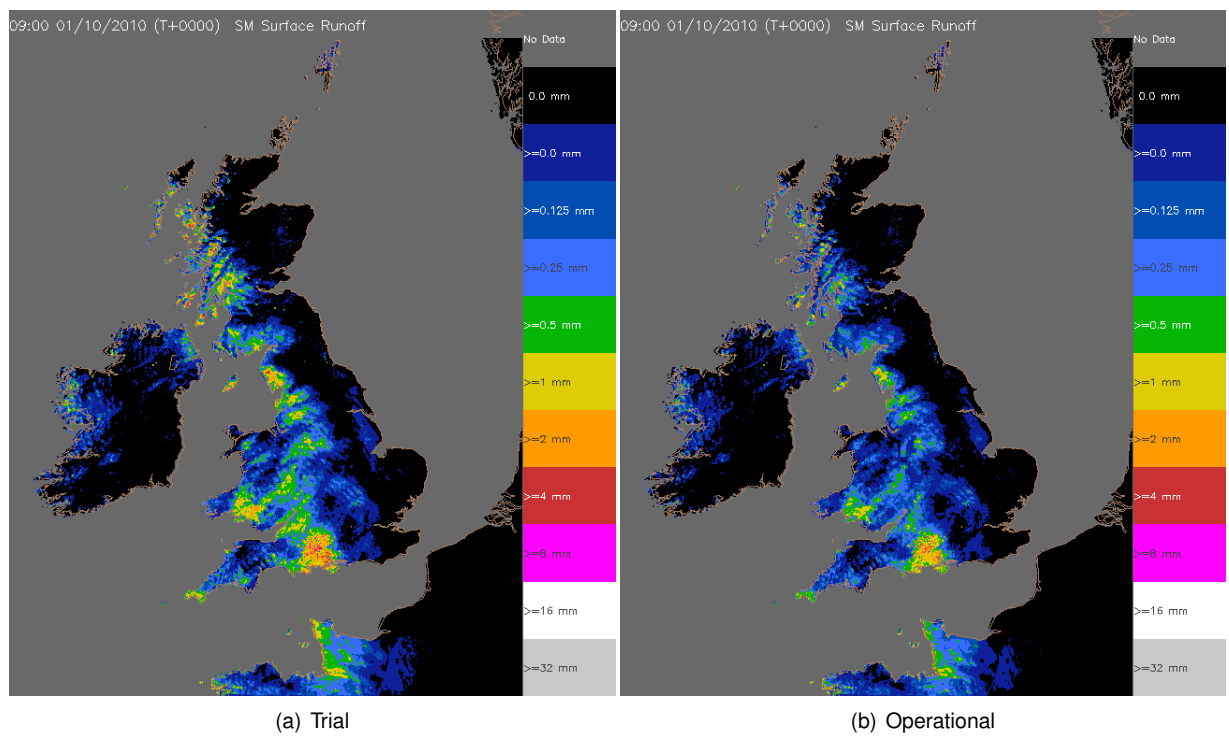 09:00 01/10/2010 (T+0000) SM Surface Runoff
No Data
0.0 mm
>=0.0 mm
>=0.125 mm
>=0.25 mm
>=0.5 mm
>=1 mm
>=2 mm
>=4 mm
>=8 mm
>=16 mm
>=32 mm
(a) Trial
09:00 01/10/2010 (T+0000) SM Surface Runoff
No Data
0.0 mm
>=0.0 mm
>=0.125 mm
>=0.25 mm
>=0.5 mm
>=1 mm
>=2 mm
>=4 mm
>=8 mm
>=16 mm
>=32 mm
(b) Operational